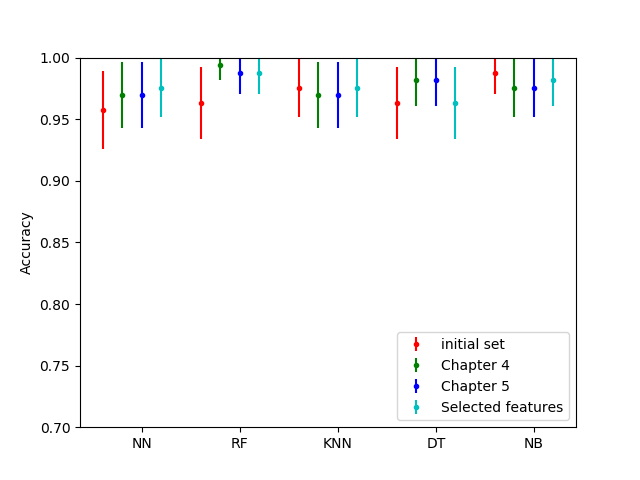 1.00
0.95
0.90
0.85
0.80
0.75
0.70
Accuracy
initial set
Chapter 4
Chapter 5
Selected features
NN RF KNN DT NB